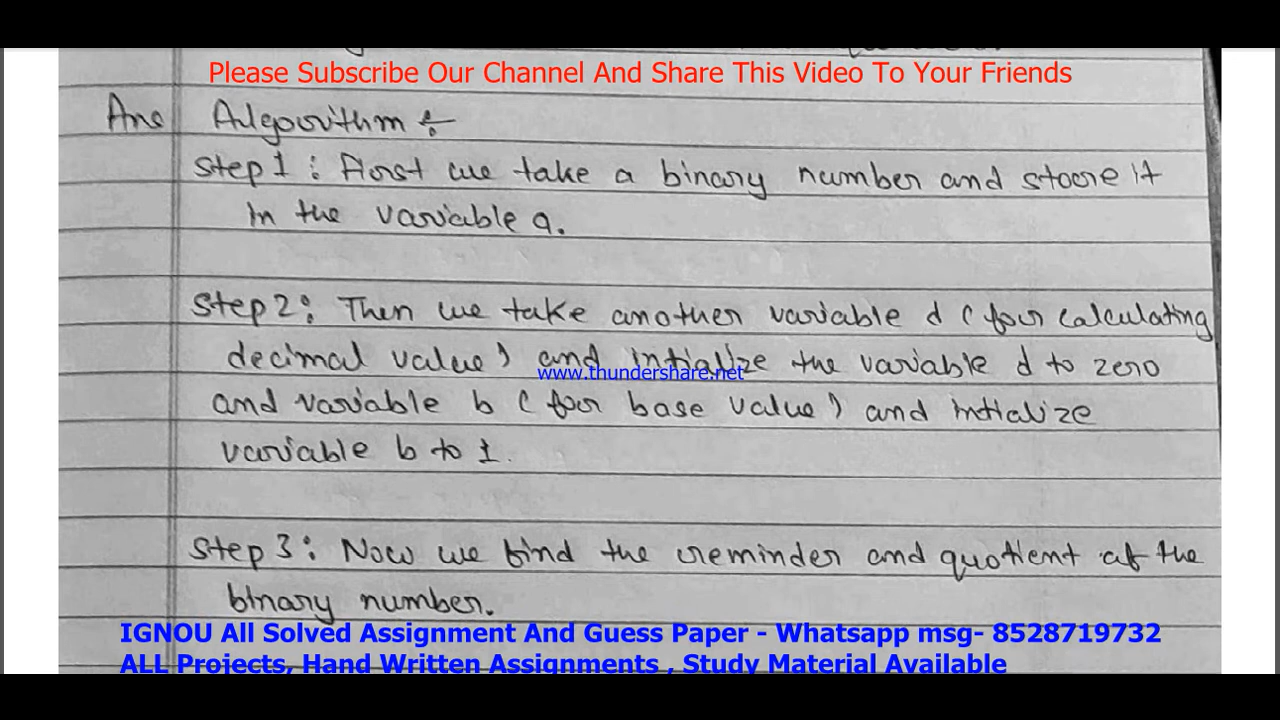 Please Subscribe Our Channel And Share This Video To Your Friends
Ans Algorithm :-
Step 1 : First we take a binary number and store it
in the variable a.
Step 2 : Then we take another variable d (for calculating
decimal value) and intialize the variable d to zero
www.thundershare.net
and variable b (for base value) and intialize
variable b to 1.
Step 3 : Now we find the reminder and quotient of the
binary number.
IGNOU All Solved Assignment And Guess Paper - Whatsapp msg- 8528719732
ALL Projects, Hand Written Assignments , Study Material Available